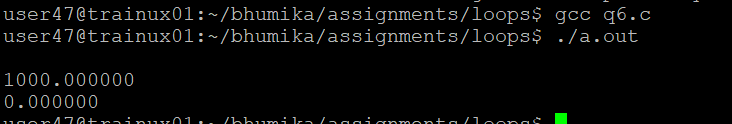 user47@trainux01:~/bhumika/assignments/loops$ gcc q6.c
user47@trainux01:~/bhumika/assignments/loops$ ./a.out
1000.000000
0.000000
user47@trainux01:~/bhumika/assignments/loops$